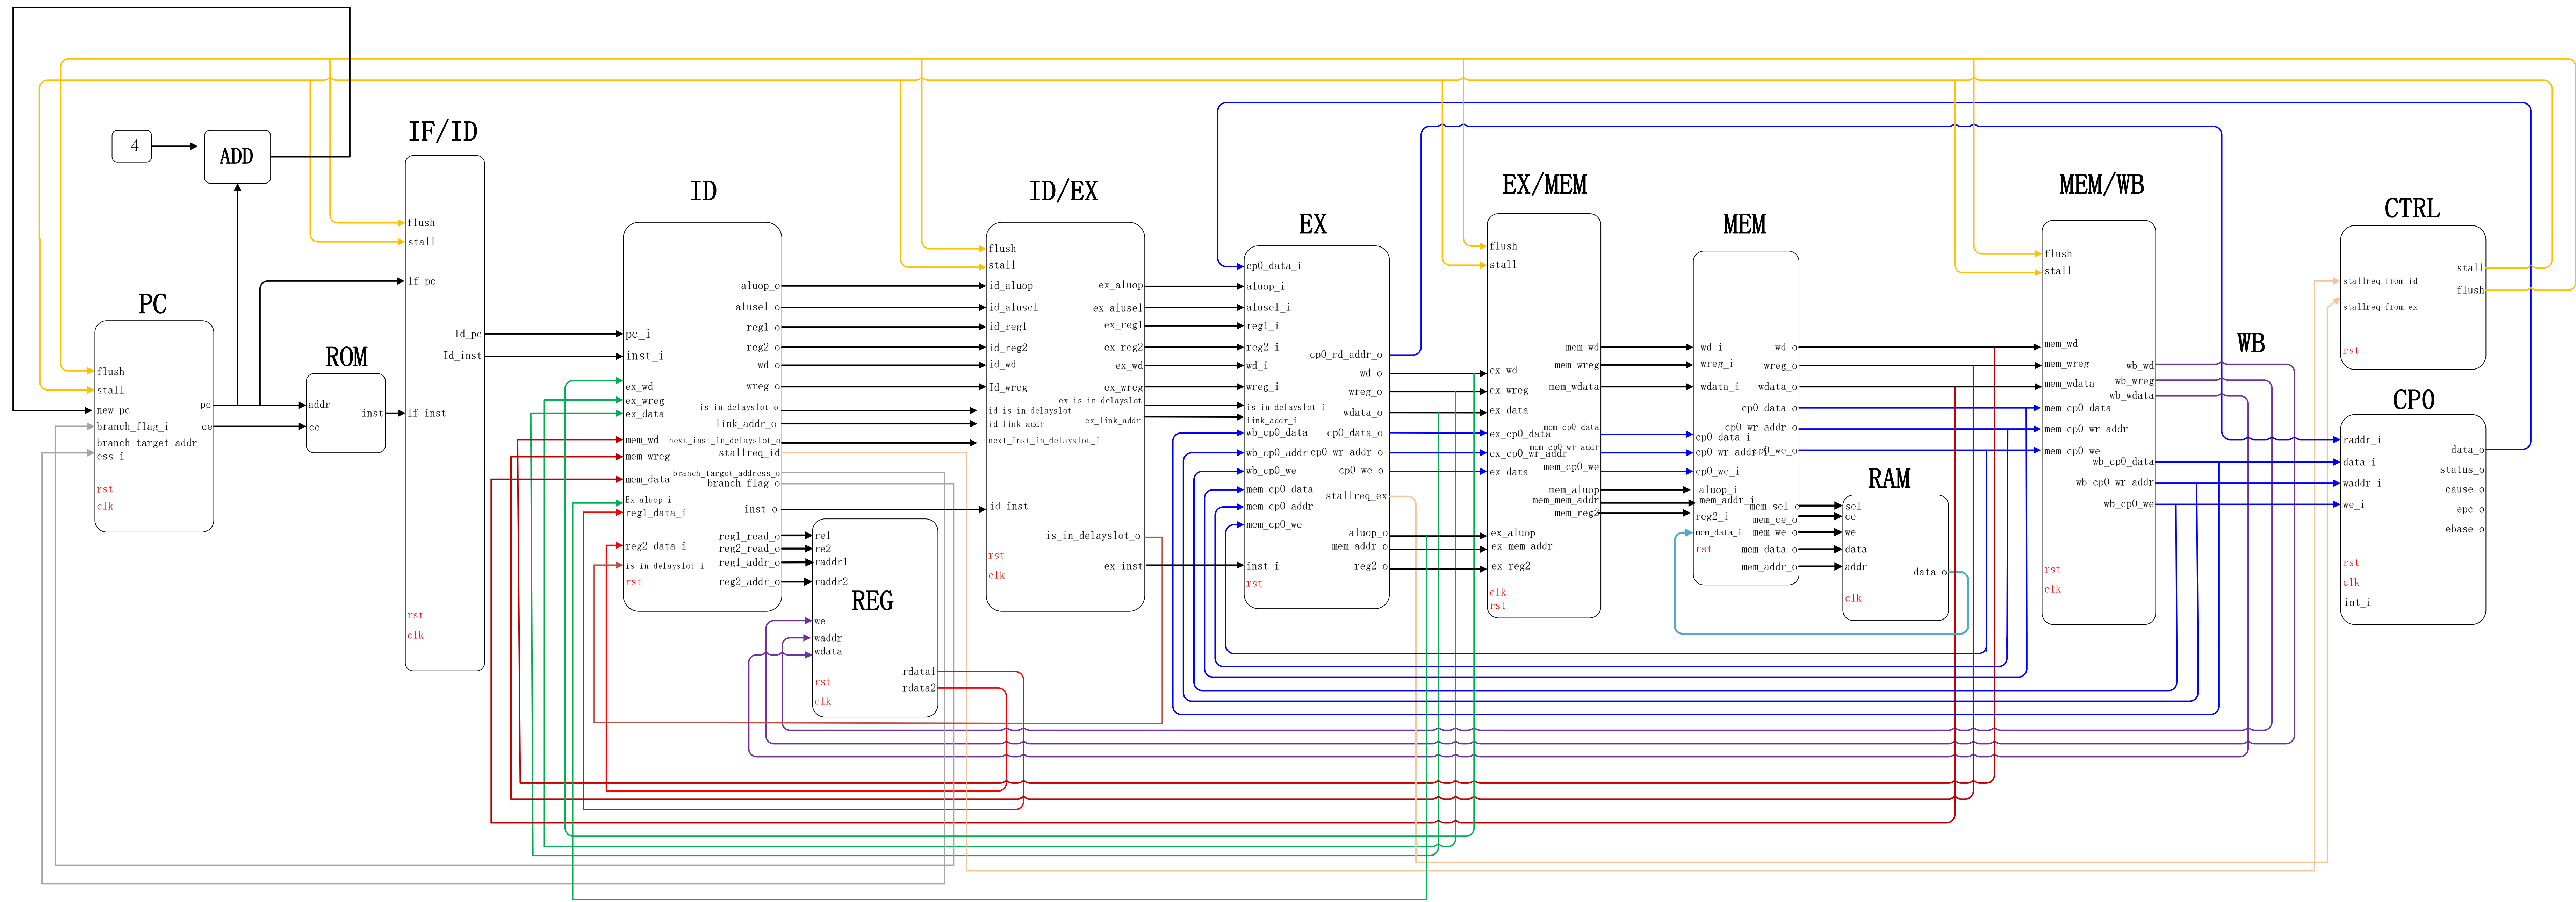 4
ADD
PC
flush
stall
new_pc
branch_flag_i
branch_target_addr
ess_i
rst
clk
pc
ce
ROM
addr
ce
inst
IF/ID
flush
stall
If_pc
If_inst
Id_pc
Id_inst
rst
clk
ID
pc_i
inst_i
ex_wd
ex_wreg
ex_data
mem_wd
mem_wreg
mem_data
Ex_aluop_i
reg1_data_i
reg2_data_i
is_in_delayslot_i
rst
aluop_o
alusel_o
reg1_o
reg2_o
wd_o
wreg_o
is_in_delayslot_o
link_addr_o
next_inst_in_delayslot_o
stallreq_id
branch_target_address_o
branch_flag_o
inst_o
reg1_read_o
reg2_read_o
reg1_addr_o
reg2_addr_o
REG
re1
re2
raddr1
raddr2
we
waddr
wdata
rst
clk
rdata1
rdata2
ID/EX
flush
stall
id_aluop
id_alusel
id_reg1
id_reg2
id_wd
Id_wreg
id_is_in_delayslot
id_link_addr
next_inst_in_delayslot_i
id_inst
rst
clk
ex_aluop
ex_alusel
ex_reg1
ex_reg2
ex_wd
ex_wreg
ex_is_in_delayslot
ex_link_addr
is_in_delayslot_o
ex_inst
EX
cp0_data_i
aluop_i
alusel_i
reg1_i
reg2_i
wd_i
wreg_i
is_in_delayslot_i
link_addr_i
wb_cp0_data
wb_cp0_addr
wb_cp0_we
mem_cp0_data
mem_cp0_addr
mem_cp0_we
inst_i
rst
cp0_rd_addr_o
wd_o
wreg_o
wdata_o
cp0_data_o
cp0_wr_addr_o
cp0_we_o
stallreq_ex
aluop_o
mem_addr_o
reg2_o
EX/MEM
flush
stall
ex_wd
ex_wreg
ex_data
ex_cp0_data
ex_cp0_wr_addr
ex_data
ex_aluop
ex_mem_addr
ex_reg2
clk
rst
mem_wd
mem_wreg
mem_wdata
mem_cp0_data
mem_cp0_wr_addr
mem_cp0_we
mem_aluop
mem_mem_addr
mem_reg2
MEM
wd_i
wreg_i
wdata_i
cp0_data_i
cp0_wr_addr_i
cp0_we_i
aluop_i
mem_addr_i
reg2_i
mem_data_i
rst
wd_o
wreg_o
wdata_o
cp0_data_o
cp0_wr_addr_o
cp0_we_o
mem_sel_o
mem_ce_o
mem_we_o
mem_data_o
mem_addr_o
RAM
sel
ce
we
data
addr
clk
data_o
MEM/WB
flush
stall
mem_wd
mem_wreg
mem_wdata
mem_cp0_data
mem_cp0_wr_addr
mem_cp0_we
rst
clk
wb_wd
wb_wreg
wb_wdata
wb_cp0_data
wb_cp0_wr_addr
wb_cp0_we
WB
CTRL
stallreq_from_id
stallreq_from_ex
rst
stall
flush
CPO
raddr_i
data_i
waddr_i
we_i
rst
clk
int_i
data_o
status_o
cause_o
epc_o
ebase_o